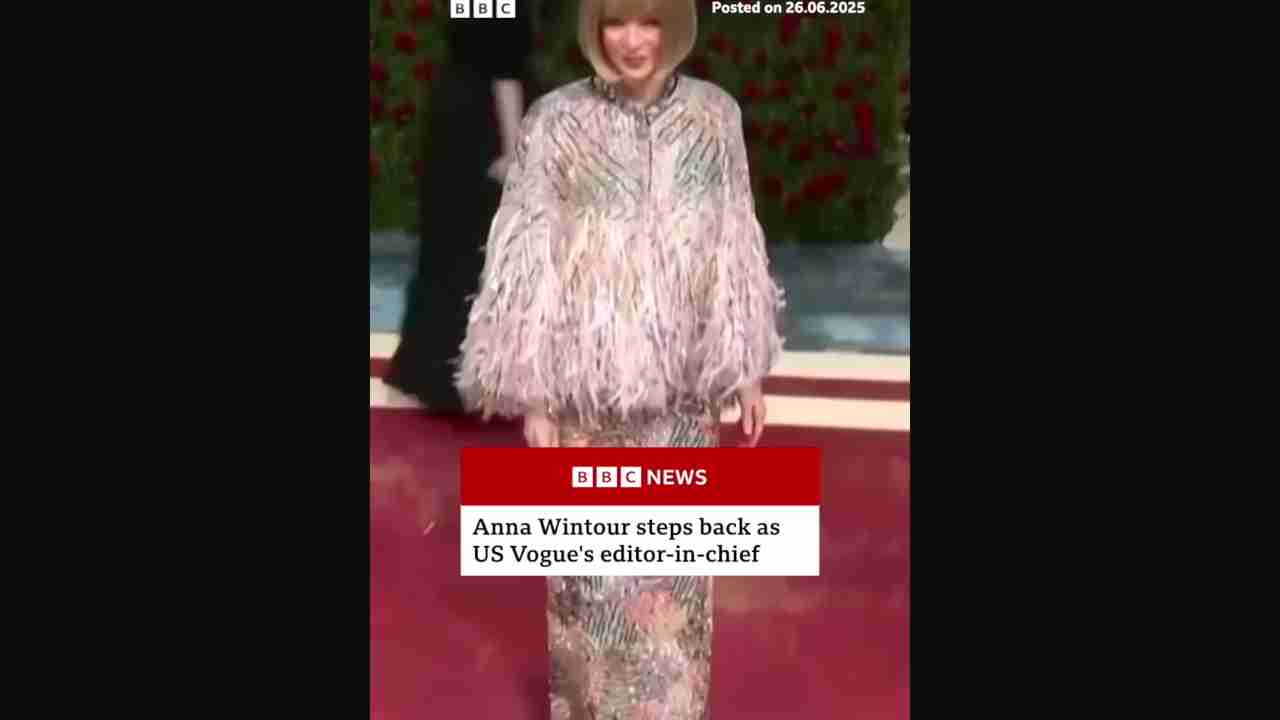 BBC
Posted on 26.06.2025
BBC NEWS
Anna Wintour steps back as
US Vogue's editor-in-chief